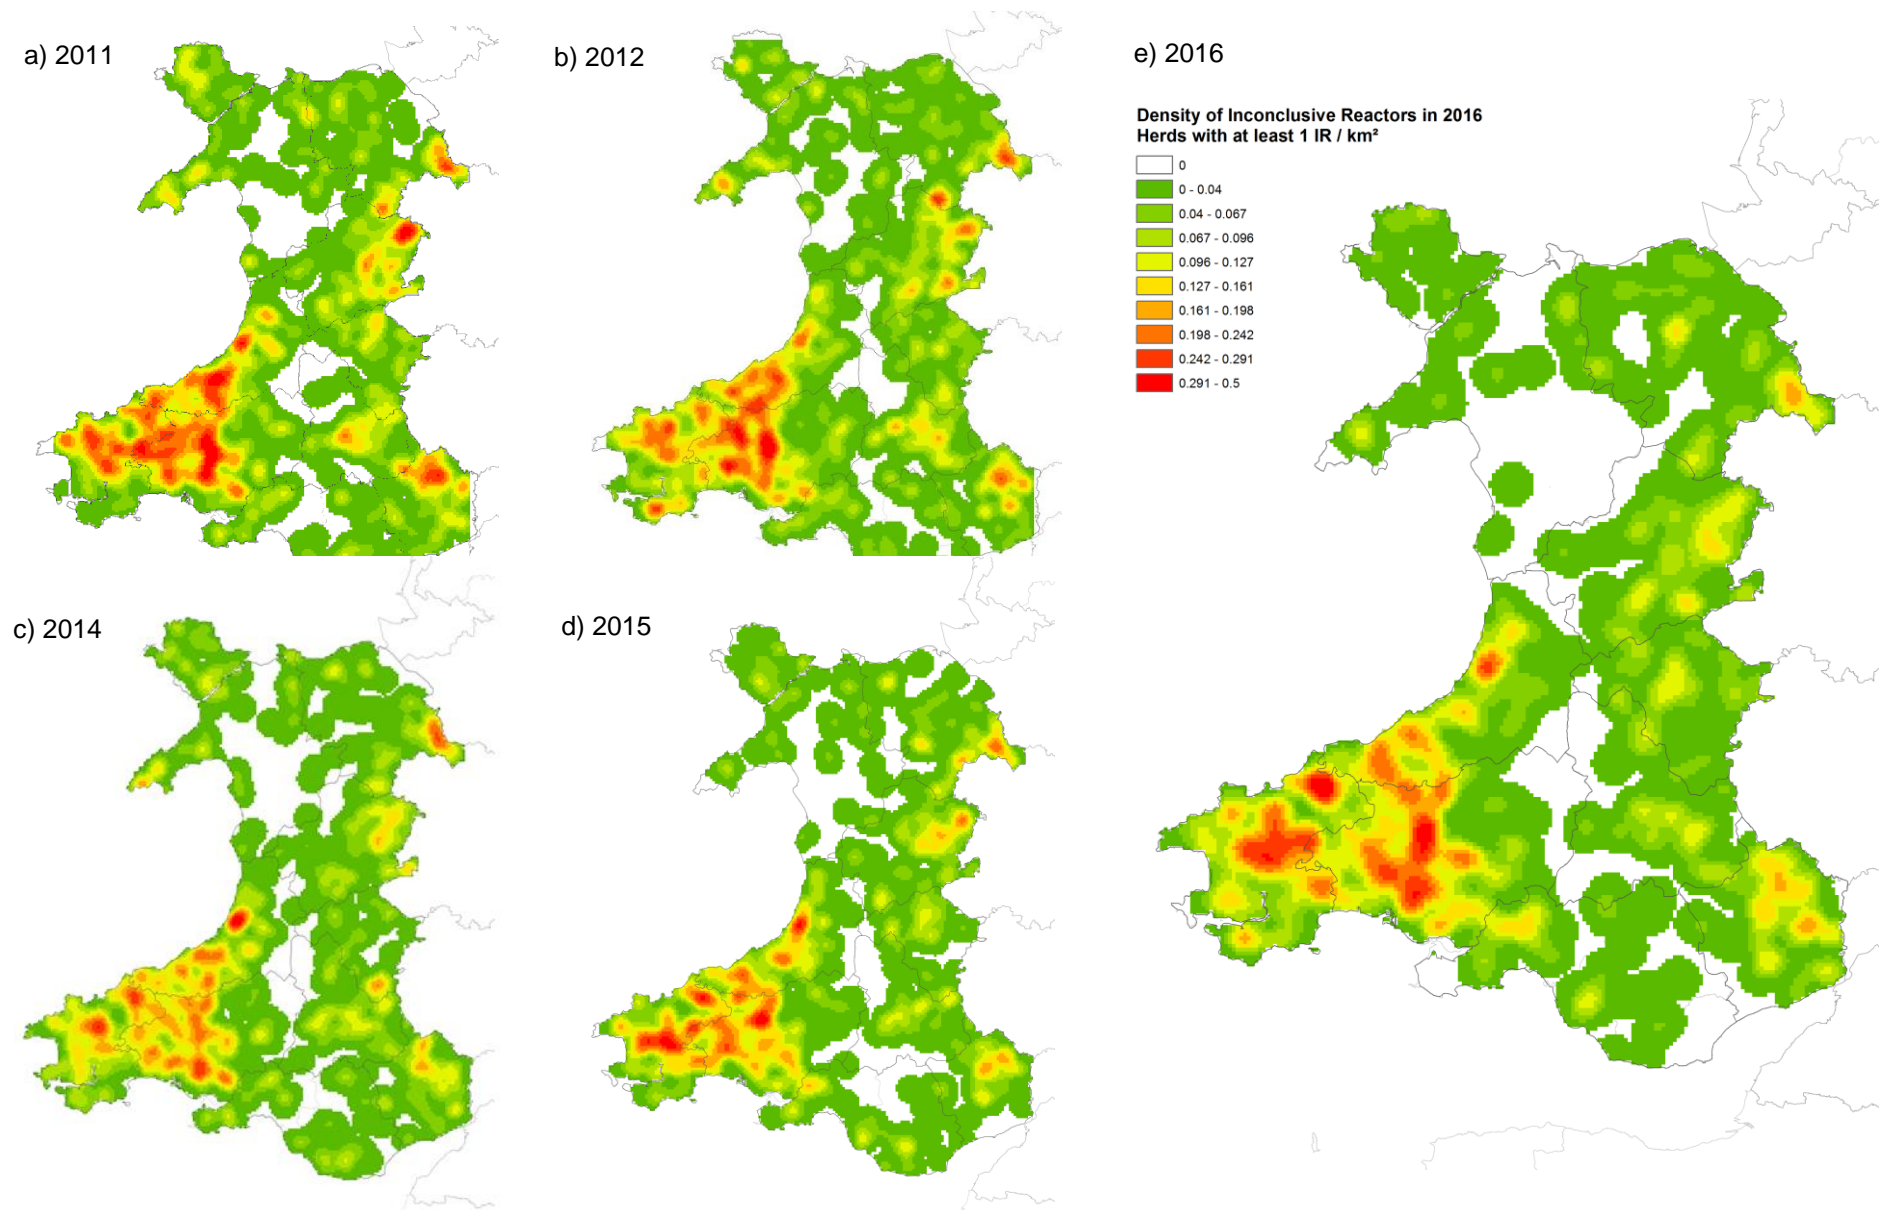 a) 2011
b) 2012
e) 2016
Density of Inconclusive Reactors in 2016
Herds with at least 1 IR / km²
0
0 - 0.04
0.04 - 0.067
0.067 - 0.096
0.096 - 0.127
0.127 - 0.161
0.161 - 0.198
0.198 - 0.242
0.242 - 0.291
0.291 - 0.5
c) 2014
d) 2015